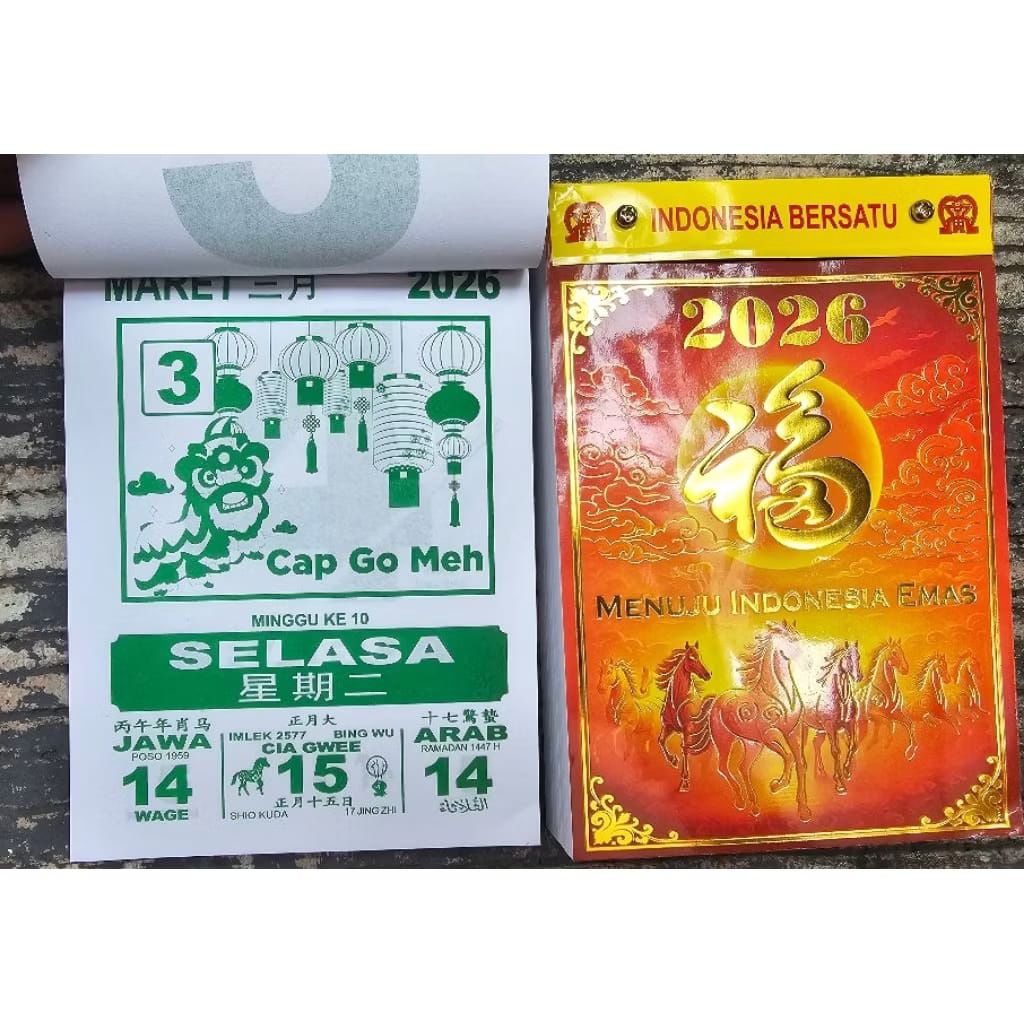 MARET 三月 2026
3
Cap Go Meh
MINGGU KE 10
SELASA
星期二
丙午年肖马
JAWA
POSO 1959
14
WAGE
正月大
IMLEK 2577 BING WU
CIA GWEE
15
正月十五日
SHIO KUDA 17 JING ZHI
十七驚蟄
ARAB
RAMADAN 1447 H
14
INDONESIA BERSATU
2026
福
MENUJU INDONESIA EMAS